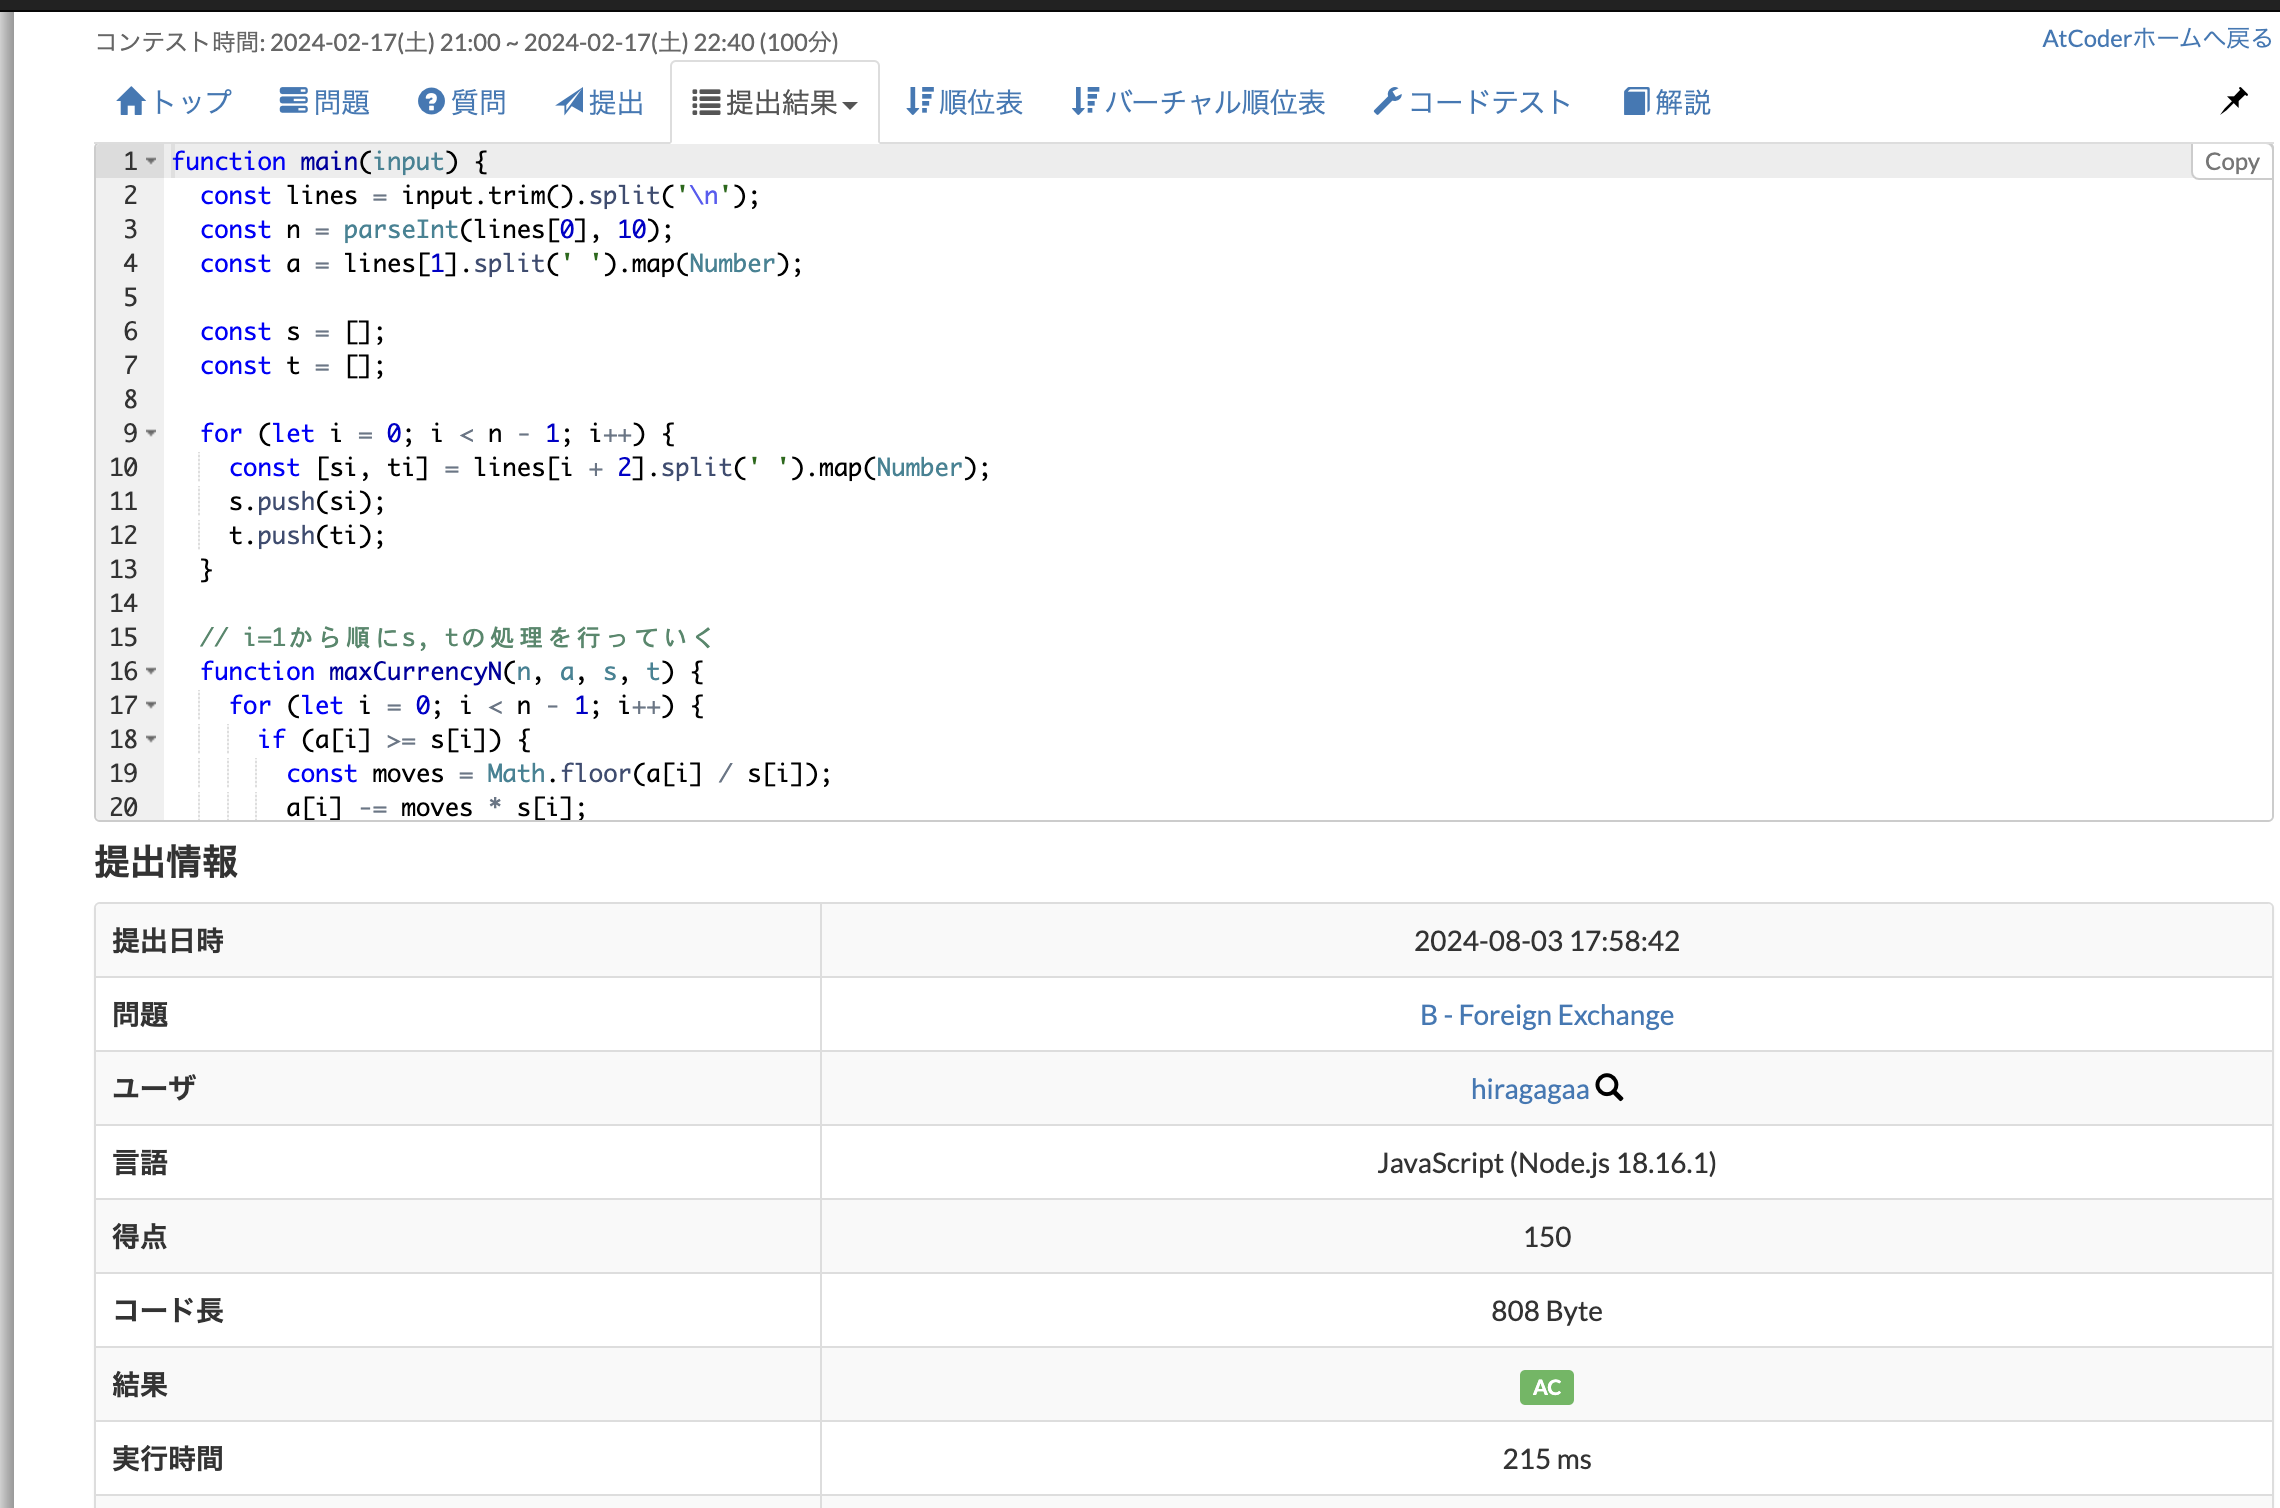 コンテスト時間: 2024-02-17(土) 21:00 ~ 2024-02-17(土) 22:40 (100分)
AtCoderホームへ戻る
トップ 問題 質問 提出 提出結果 順位表 バーチャル順位表 コードテスト 解説
Copy
1 function main(input) {
2   const lines = input.trim().split('\n');
3   const n = parseInt(lines[0], 10);
4   const a = lines[1].split(' ').map(Number);
5
6   const s = [];
7   const t = [];
8
9   for (let i = 0; i < n - 1; i++) {
10     const [si, ti] = lines[i + 2].split(' ').map(Number);
11     s.push(si);
12     t.push(ti);
13   }
14
15   // i=1から順にs, tの処理を行っていく
16   function maxCurrencyN(n, a, s, t) {
17     for (let i = 0; i < n - 1; i++) {
18       if (a[i] >= s[i]) {
19         const moves = Math.floor(a[i] / s[i]);
20         a[i] -= moves * s[i];
提出情報
提出日時 2024-08-03 17:58:42
問題 B - Foreign Exchange
ユーザ hiragagaa
言語 JavaScript (Node.js 18.16.1)
得点 150
コード長 808 Byte
結果 AC
実行時間 215 ms